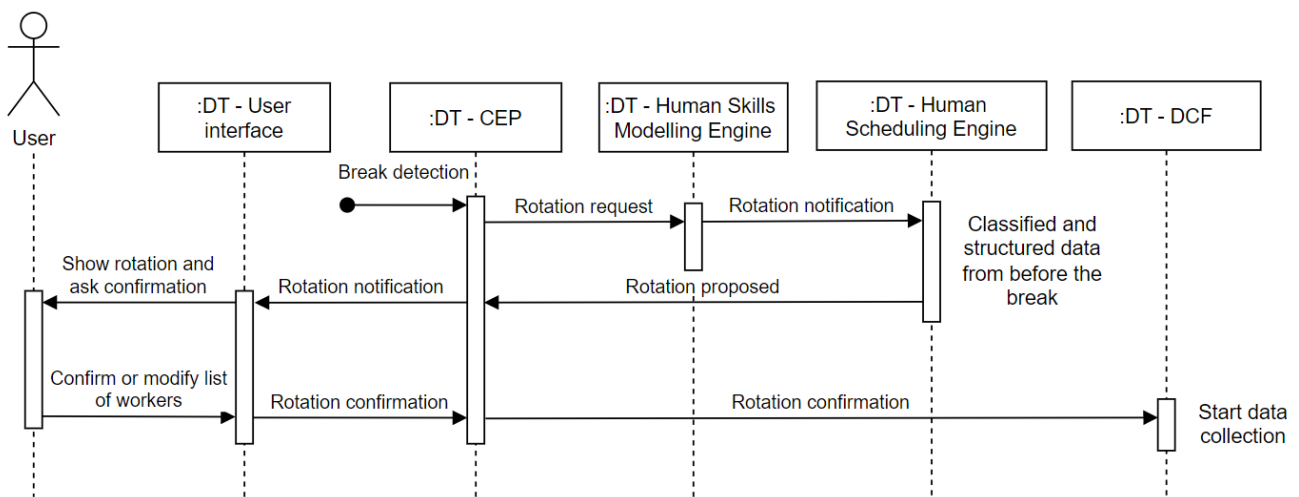 User
:DT - User
interface
:DT - CEP
:DT - Human Skills
Modelling Engine
:DT - Human
Scheduling Engine
:DT - DCF
Break detection
Rotation request
Rotation notification
Classified and
structured data
from before the
break
Show rotation and
ask confirmation
Rotation notification
Rotation proposed
Confirm or modify list
of workers
Rotation confirmation
Rotation confirmation
Start data
collection